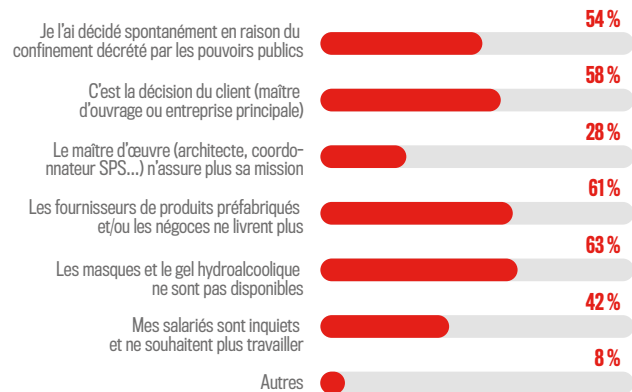 54 %
Je l'ai décidé spontanément en raison du
confinement décrété par les pouvoirs publics
58 %
C'est la décision du client (maître
d'ouvrage ou entreprise principale)
28 %
Le maître d'œuvre (architecte, coordo-
nnateur SPS...) n'assure plus sa mission
61 %
Les fournisseurs de produits préfabriqués
et/ou les négoces ne livrent plus
63 %
Les masques et le gel hydroalcoolique
ne sont pas disponibles
42 %
Mes salariés sont inquiets
et ne souhaitent plus travailler
8 %
Autres